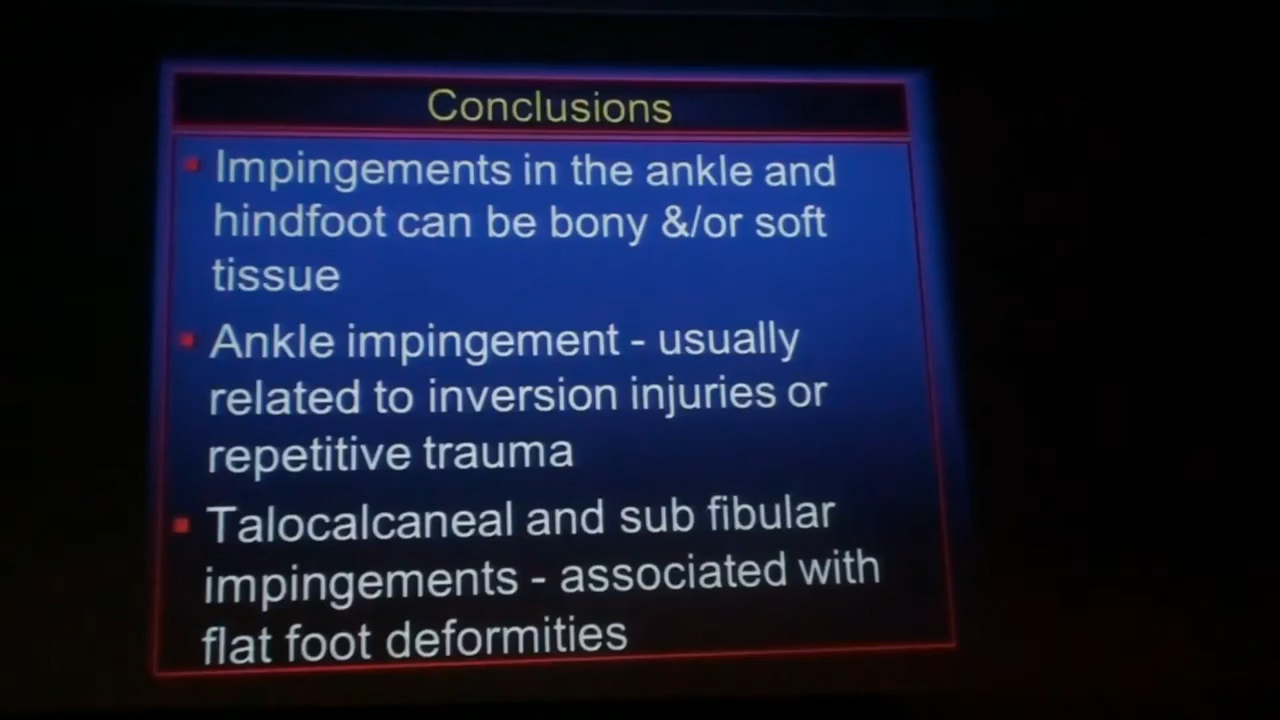 Conclusions
Impingements in the ankle and
hindfoot can be bony &/or soft
tissue
Ankle impingement - usually
related to inversion injuries or
repetitive trauma
Talocalcaneal and sub fibular
impingements - associated with
flat foot deformities